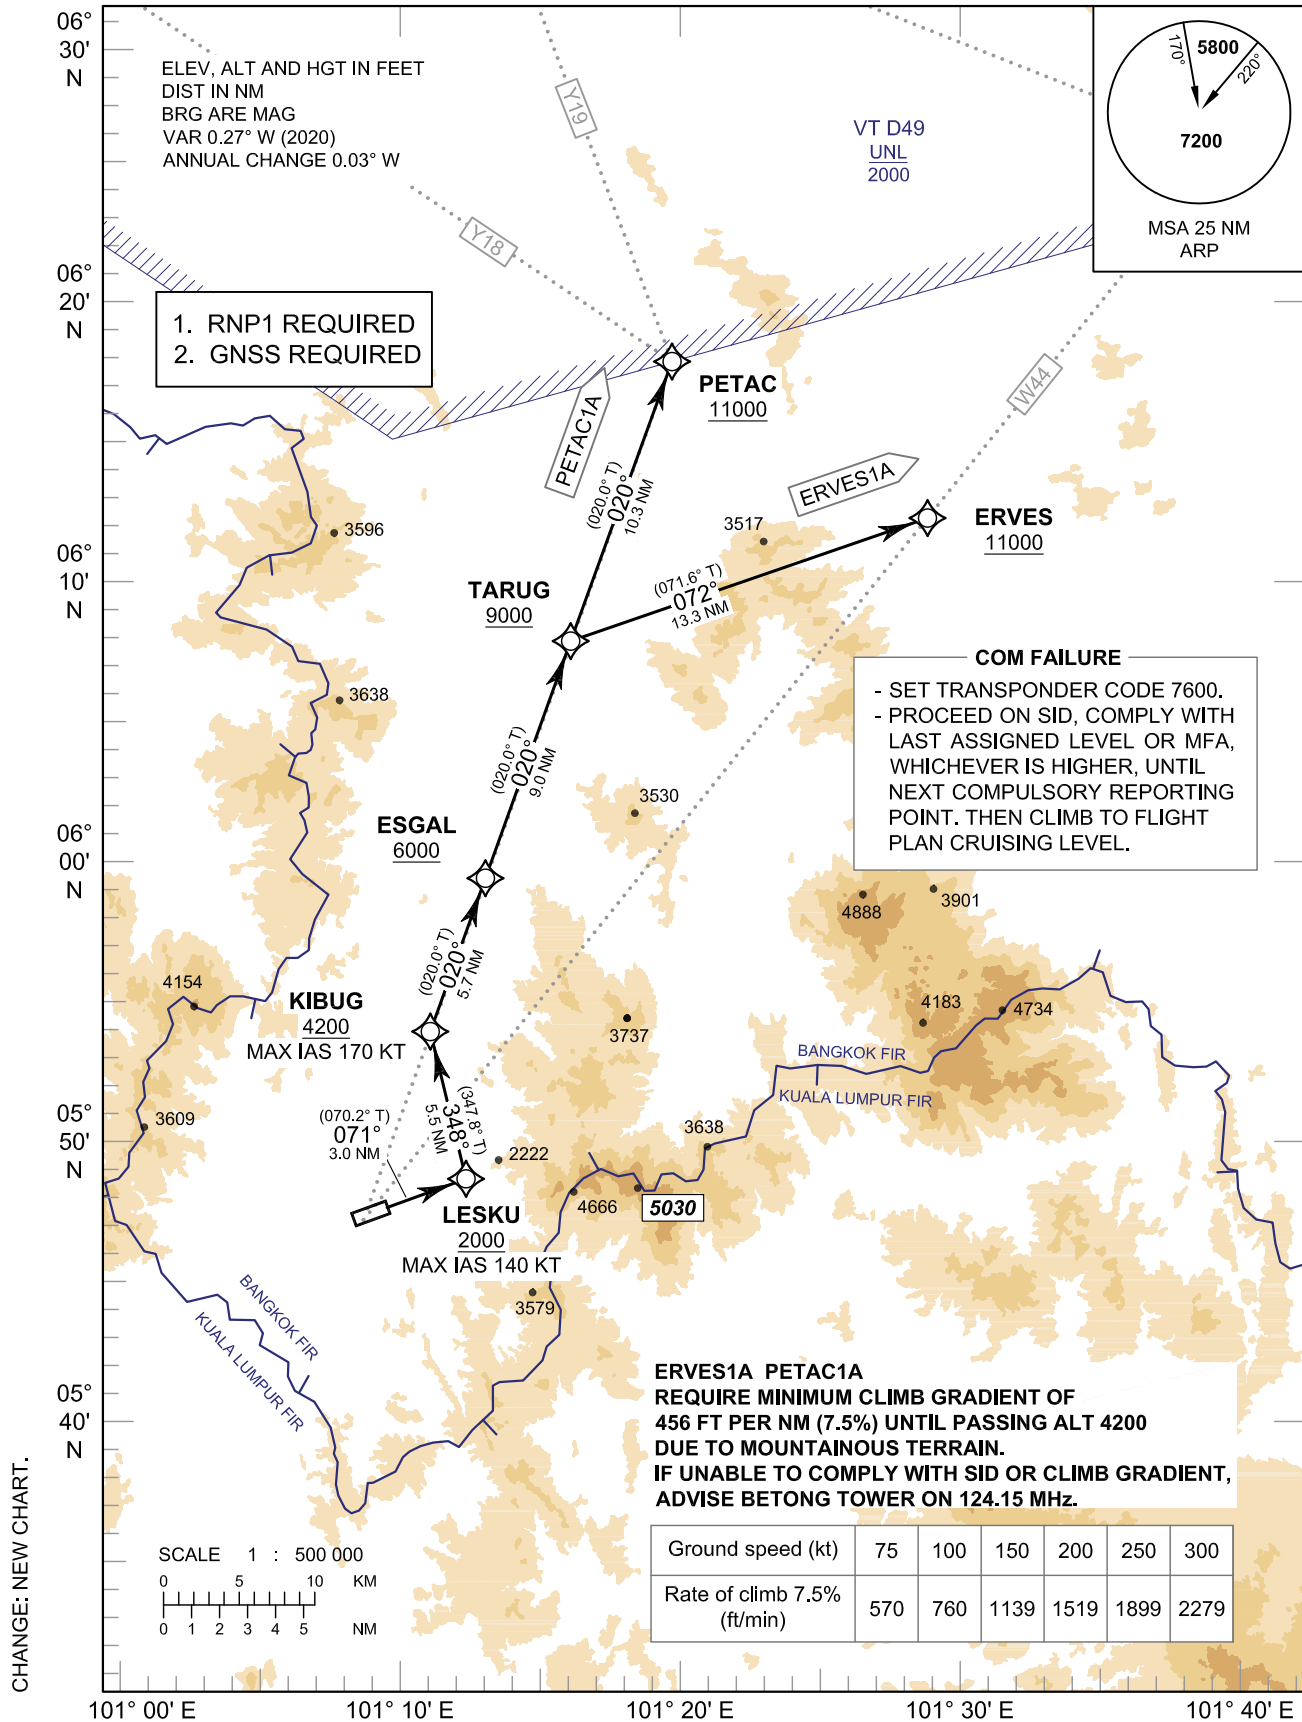 06°
30'
N
ELEV, ALT AND HGT IN FEET
DIST IN NM
BRG ARE MAG
VAR 0.27° W (2020)
ANNUAL CHANGE 0.03° W
Y19
Y18
VT D49
UNL
2000
170°
5800
220°
7200
MSA 25 NM
ARP
06°
20'
N
1. RNP1 REQUIRED
2. GNSS REQUIRED
PETAC
11000
PETAC1A
W44
(020.0° T)
020°
10.3 NM
ERVES1A
ERVES
11000
3596
3517
06°
10'
N
TARUG
9000
(071.6° T)
072°
13.3 NM
3638
COM FAILURE
- SET TRANSPONDER CODE 7600.
- PROCEED ON SID, COMPLY WITH
LAST ASSIGNED LEVEL OR MFA,
WHICHEVER IS HIGHER, UNTIL
NEXT COMPULSORY REPORTING
POINT. THEN CLIMB TO FLIGHT
PLAN CRUISING LEVEL.
(020.0° T)
020°
9.0 NM
3530
06°
00'
N
ESGAL
6000
4888
3901
(020.0° T)
020°
5.7 NM
4154
KIBUG
4200
MAX IAS 170 KT
3737
4183
4734
BANGKOK FIR
KUALA LUMPUR FIR
05°
50'
N
3609
(070.2° T)
071°
3.0 NM
(347.8° T)
348°
5.5 NM
2222
3638
4666
5030
LESKU
2000
MAX IAS 140 KT
3579
BANGKOK FIR
KUALA LUMPUR FIR
05°
40'
N
ERVES1A PETAC1A
REQUIRE MINIMUM CLIMB GRADIENT OF
456 FT PER NM (7.5%) UNTIL PASSING ALT 4200
DUE TO MOUNTAINOUS TERRAIN.
IF UNABLE TO COMPLY WITH SID OR CLIMB GRADIENT,
ADVISE BETONG TOWER ON 124.15 MHz.
Ground speed (kt) 75 100 150 200 250 300
Rate of climb 7.5%
(ft/min) 570 760 1139 1519 1899 2279
SCALE 1 : 500 000
0 5 10 KM
0 1 2 3 4 5 NM
CHANGE: NEW CHART.
101° 00' E 101° 10' E 101° 20' E 101° 30' E 101° 40' E